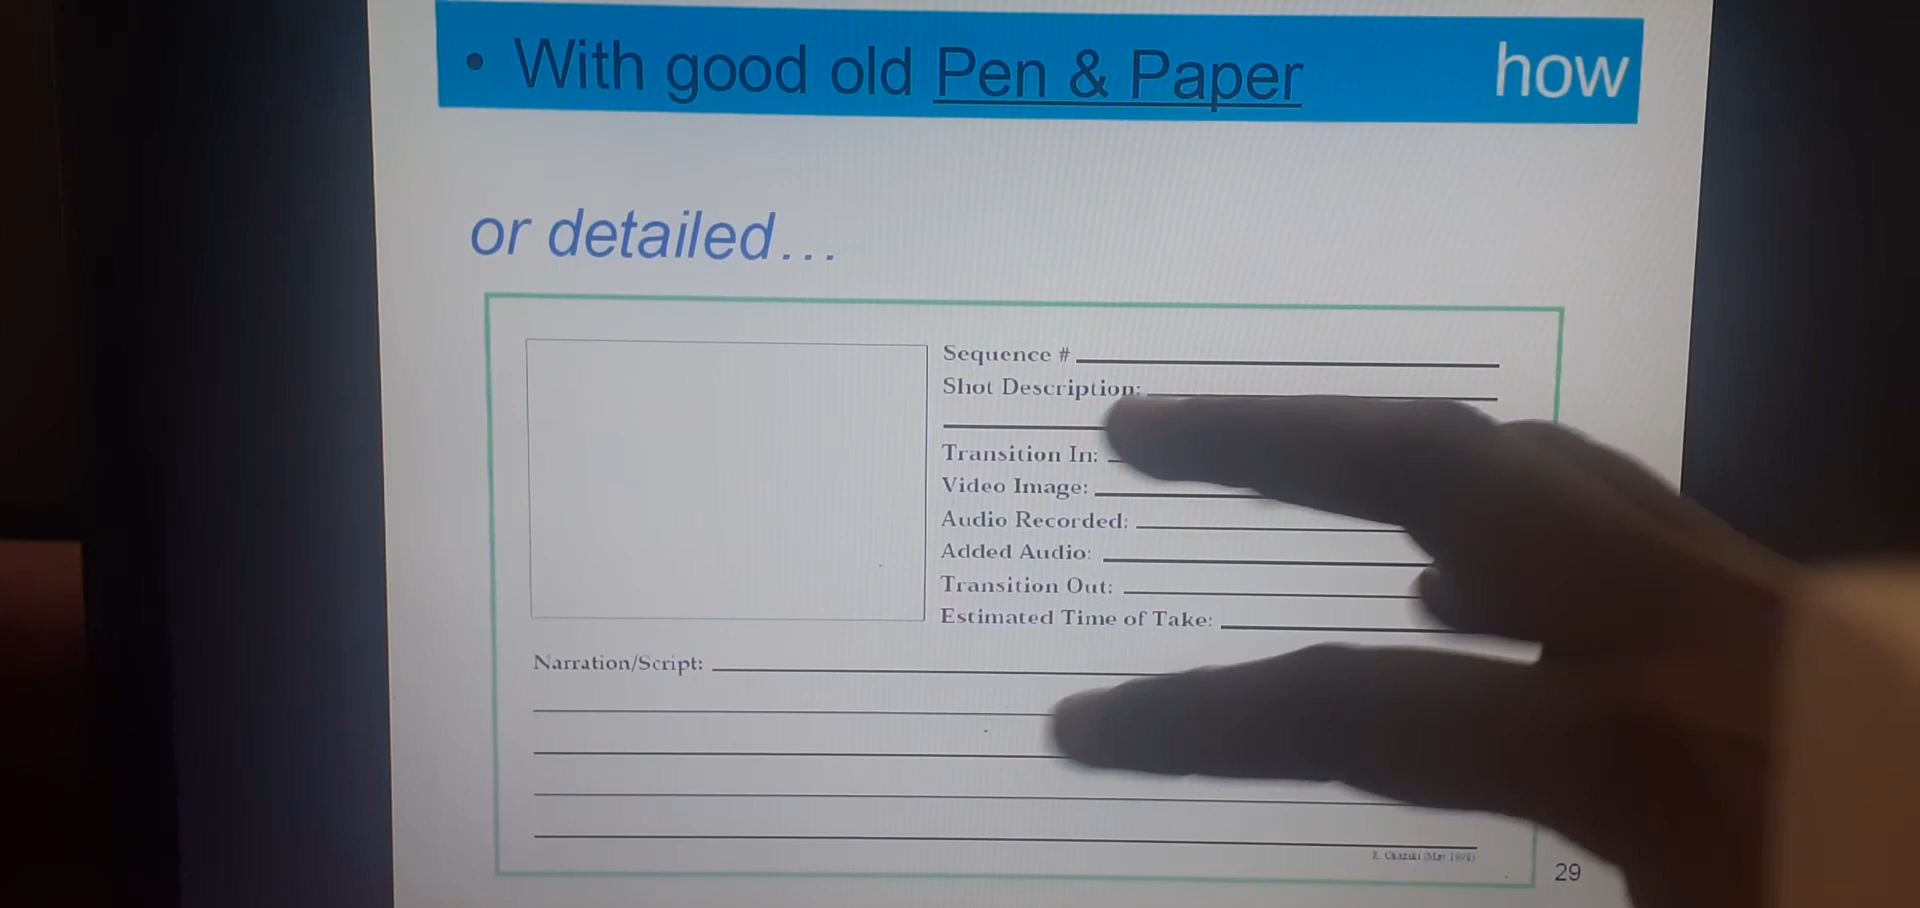 • With good old Pen & Paper
how
or detailed...
Sequence #
Shot Description:
Transition In:
Video Image:
Audio Recorded:
Added Audio:
Transition Out:
Estimated Time of Take:
Narration/Script:
(May
29